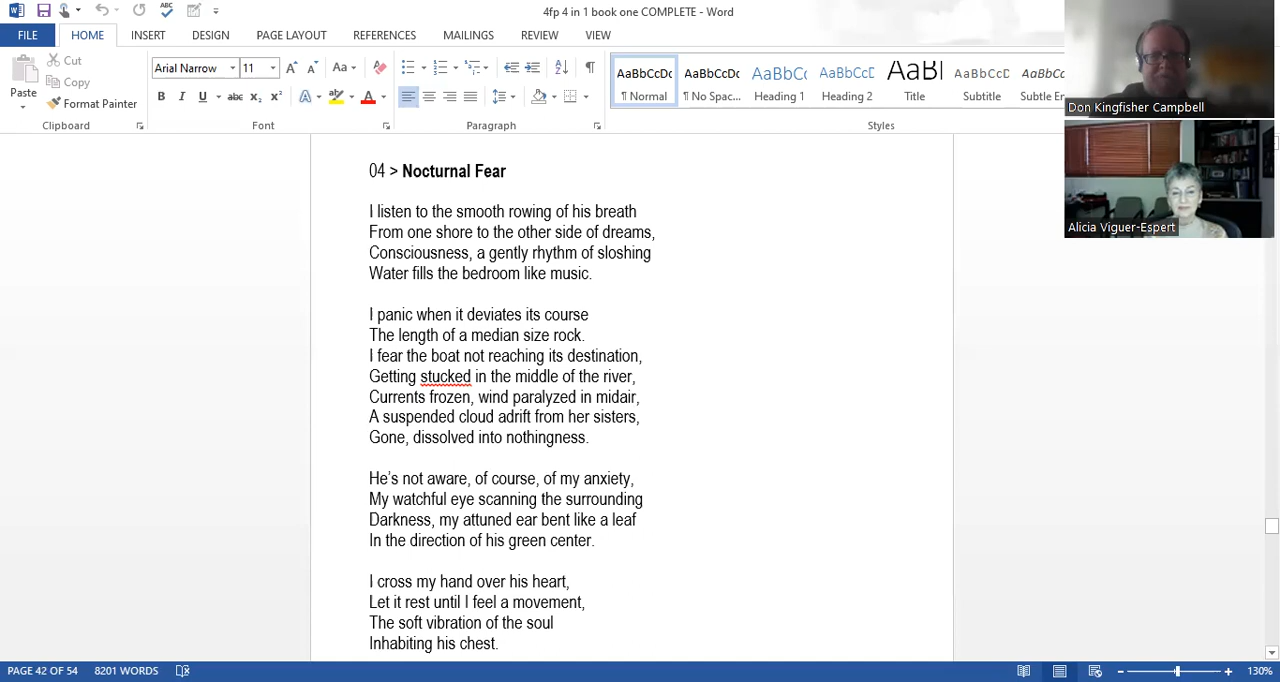 4fp 4 in 1 book one COMPLETE - Word
FILE HOME INSERT DESIGN PAGE LAYOUT REFERENCES MAILINGS REVIEW VIEW
Paste
Cut
Copy
Format Painter
Clipboard
Arial Narrow 11
Font
Paragraph
AaBbCcDc AaBbCcDc AaBbCc AaBbCcD AaBl AaBbCcD AaBbCcDc
¶ Normal ¶ No Spac... Heading 1 Heading 2 Title Subtitle Subtle Em
Styles
Don Kingfisher Campbell
Alicia Viguer-Espert
04 > Nocturnal Fear
I listen to the smooth rowing of his breath
From one shore to the other side of dreams,
Consciousness, a gently rhythm of sloshing
Water fills the bedroom like music.
I panic when it deviates its course
The length of a median size rock.
I fear the boat not reaching its destination,
Getting stucked in the middle of the river,
Currents frozen, wind paralyzed in midair,
A suspended cloud adrift from her sisters,
Gone, dissolved into nothingness.
He's not aware, of course, of my anxiety,
My watchful eye scanning the surrounding
Darkness, my attuned ear bent like a leaf
In the direction of his green center.
I cross my hand over his heart,
Let it rest until I feel a movement,
The soft vibration of the soul
Inhabiting his chest.
PAGE 42 OF 54 8201 WORDS 130%